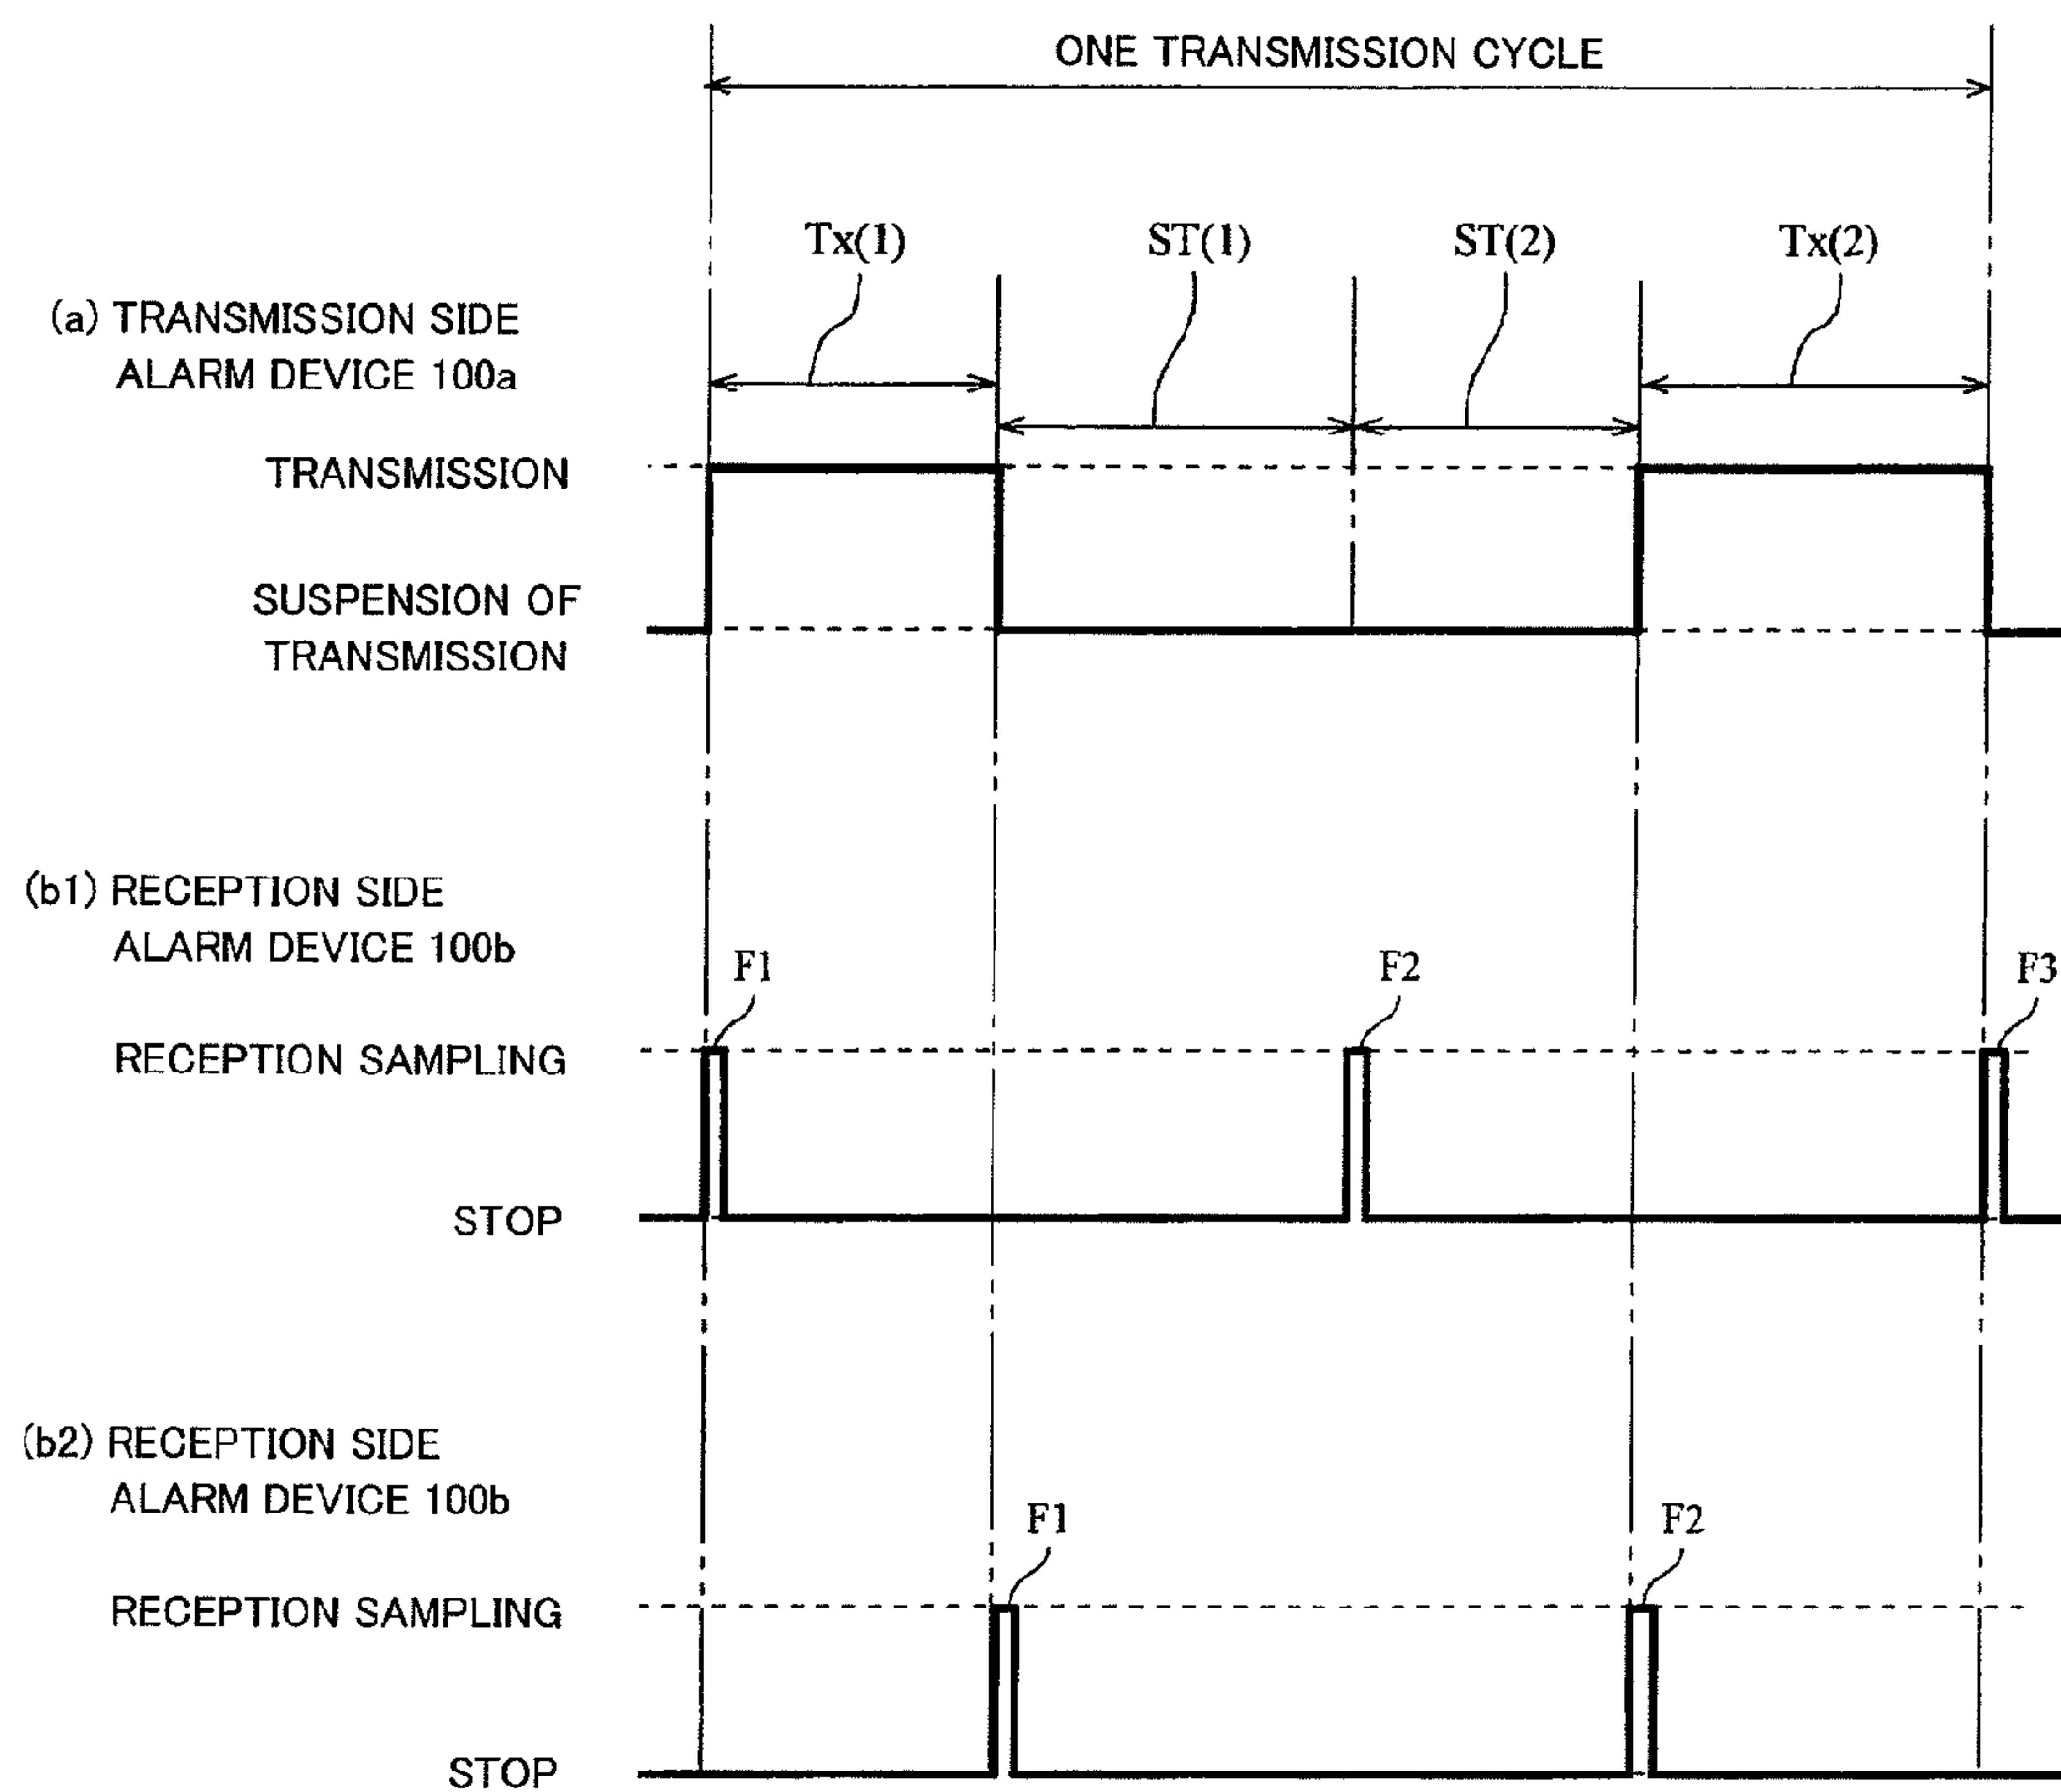 ONE TRANSMISSION CYCLE
Tx(1)
ST(1)
ST(2)
Tx(2)
(a) TRANSMISSION SIDE
ALARM DEVICE 100a
TRANSMISSION
SUSPENSION OF
TRANSMISSION
(b1) RECEPTION SIDE
ALARM DEVICE 100b
F1
F2
F3
RECEPTION SAMPLING
STOP
(b2) RECEPTION SIDE
ALARM DEVICE 100b
F1
F2
RECEPTION SAMPLING
STOP